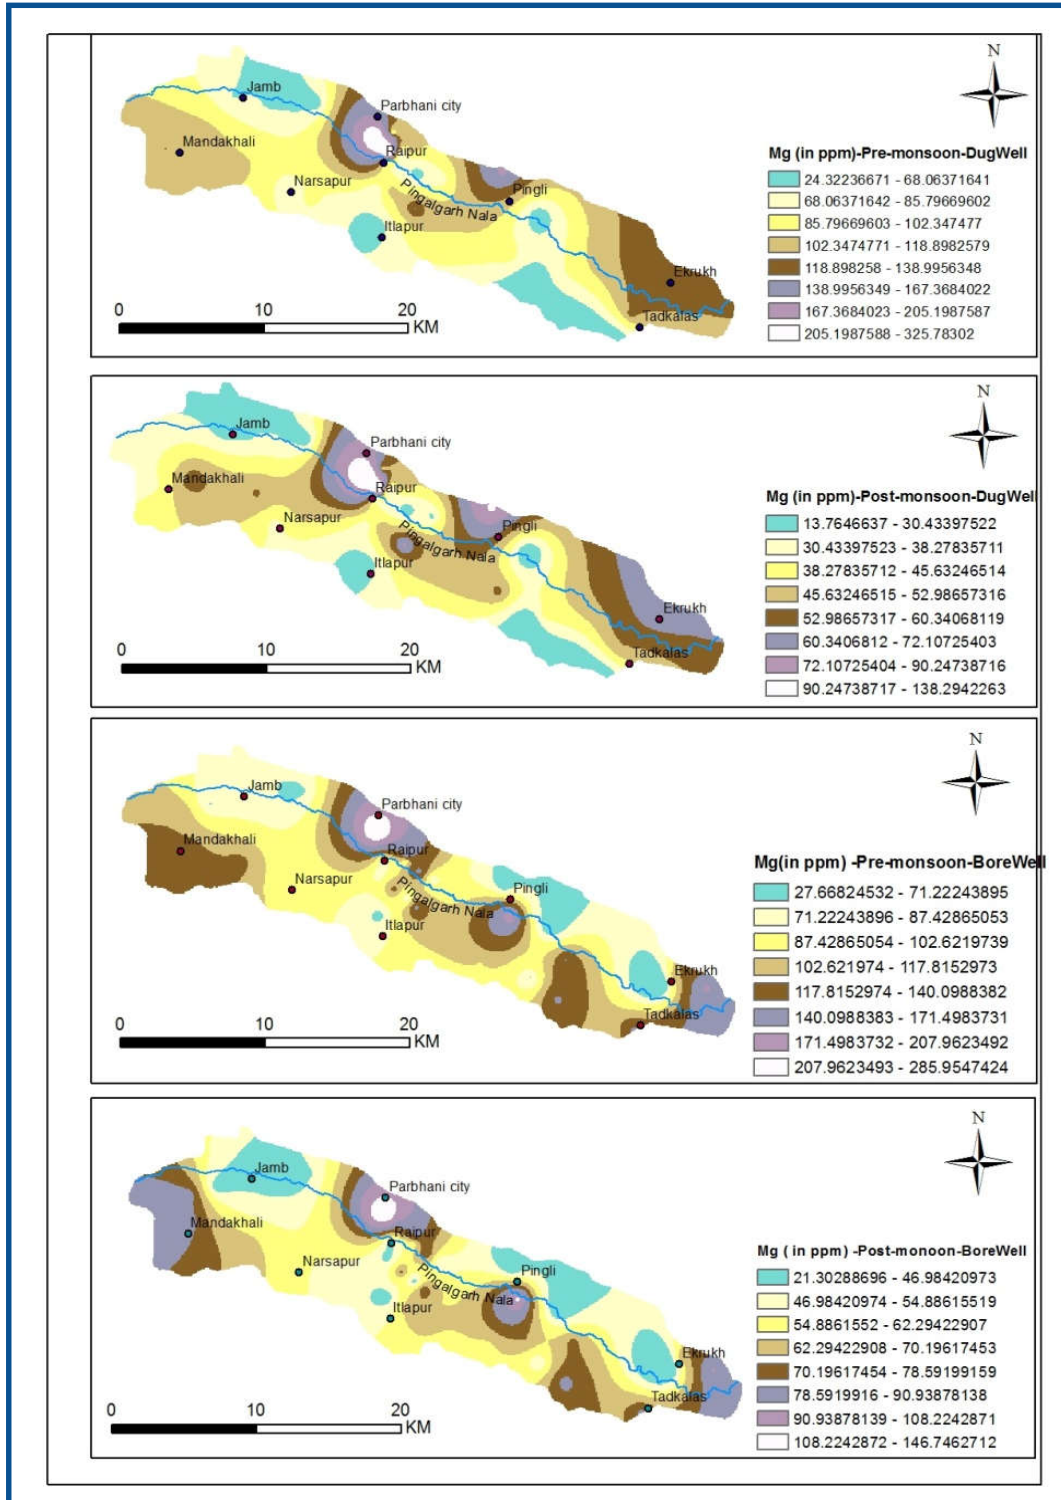 N
Jamb
Parbhani city
Mandakhali
Raipur
Narsapur
Pingalgarh Nala
Pingli
Itlapur
Ekrukh
Tadkalas
0 10 20
KM
Mg (in ppm)-Pre-monsoon-DugWell
24.32236671 - 68.06371641
68.06371642 - 85.79669602
85.79669603 - 102.347477
102.3474771 - 118.8982579
118.898258 - 138.9956348
138.9956349 - 167.3684022
167.3684023 - 205.1987587
205.1987588 - 325.78302
N
Jamb
Parbhani city
Mandakhali
Raipur
Narsapur
Pingalgarh Nala
Pingli
Itlapur
Ekrukh
Tadkalas
0 10 20
KM
Mg (in ppm)-Post-monsoon-DugWell
13.7646637 - 30.43397522
30.43397523 - 38.27835711
38.27835712 - 45.63246514
45.63246515 - 52.98657316
52.98657317 - 60.34068119
60.3406812 - 72.10725403
72.10725404 - 90.24738716
90.24738717 - 138.2942263
N
Jamb
Parbhani city
Mandakhali
Raipur
Narsapur
Pingalgarh Nala
Pingli
Itlapur
Ekrukh
Tadkalas
0 10 20
KM
Mg(in ppm) -Pre-monsoon-BoreWell
27.66824532 - 71.22243895
71.22243896 - 87.42865053
87.42865054 - 102.6219739
102.621974 - 117.8152973
117.8152974 - 140.0988382
140.0988383 - 171.4983731
171.4983732 - 207.9623492
207.9623493 - 285.9547424
N
Jamb
Parbhani city
Mandakhali
Raipur
Narsapur
Pingalgarh Nala
Pingli
Itlapur
Ekrukh
Tadkalas
0 10 20
KM
Mg ( in ppm) -Post-monoon-BoreWell
21.30288696 - 46.98420973
46.98420974 - 54.88615519
54.8861552 - 62.29422907
62.29422908 - 70.19617453
70.19617454 - 78.59199159
78.5919916 - 90.93878138
90.93878139 - 108.2242871
108.2242872 - 146.7462712